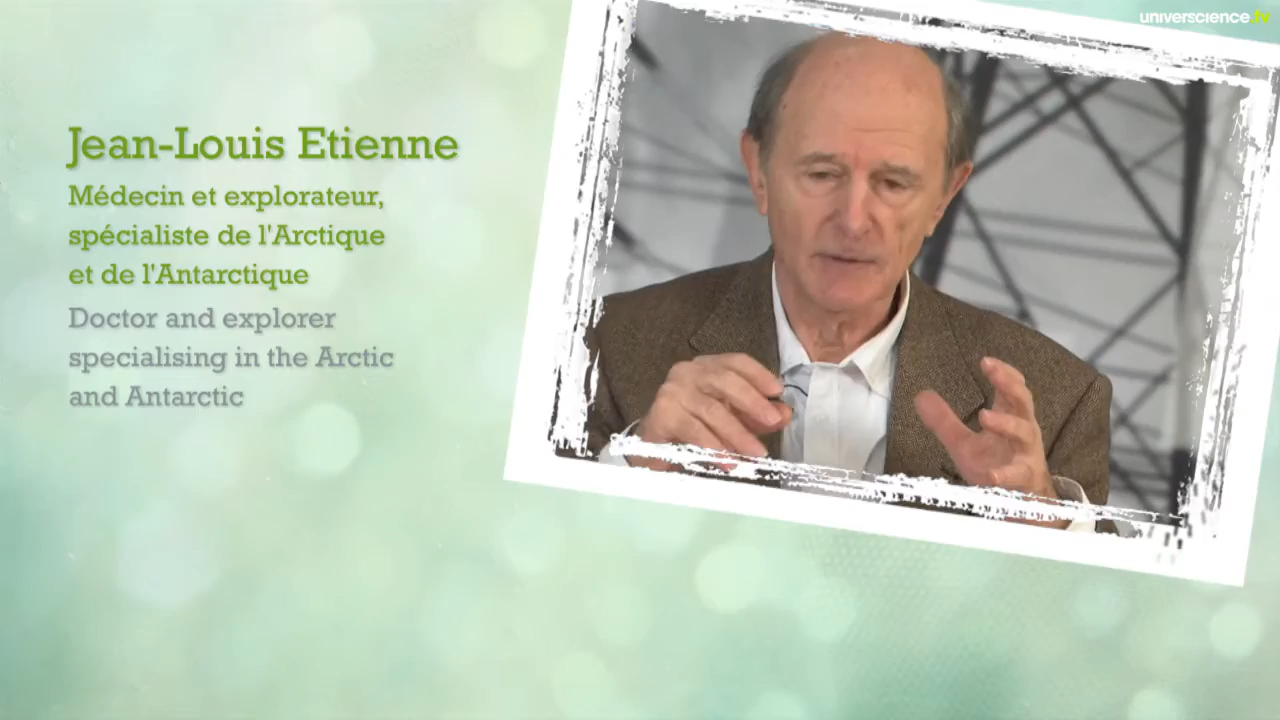 universcience.tv
Jean-Louis Etienne
Médecin et explorateur,
spécialiste de l'Arctique
et de l'Antarctique
Doctor and explorer
specialising in the Arctic
and Antarctic